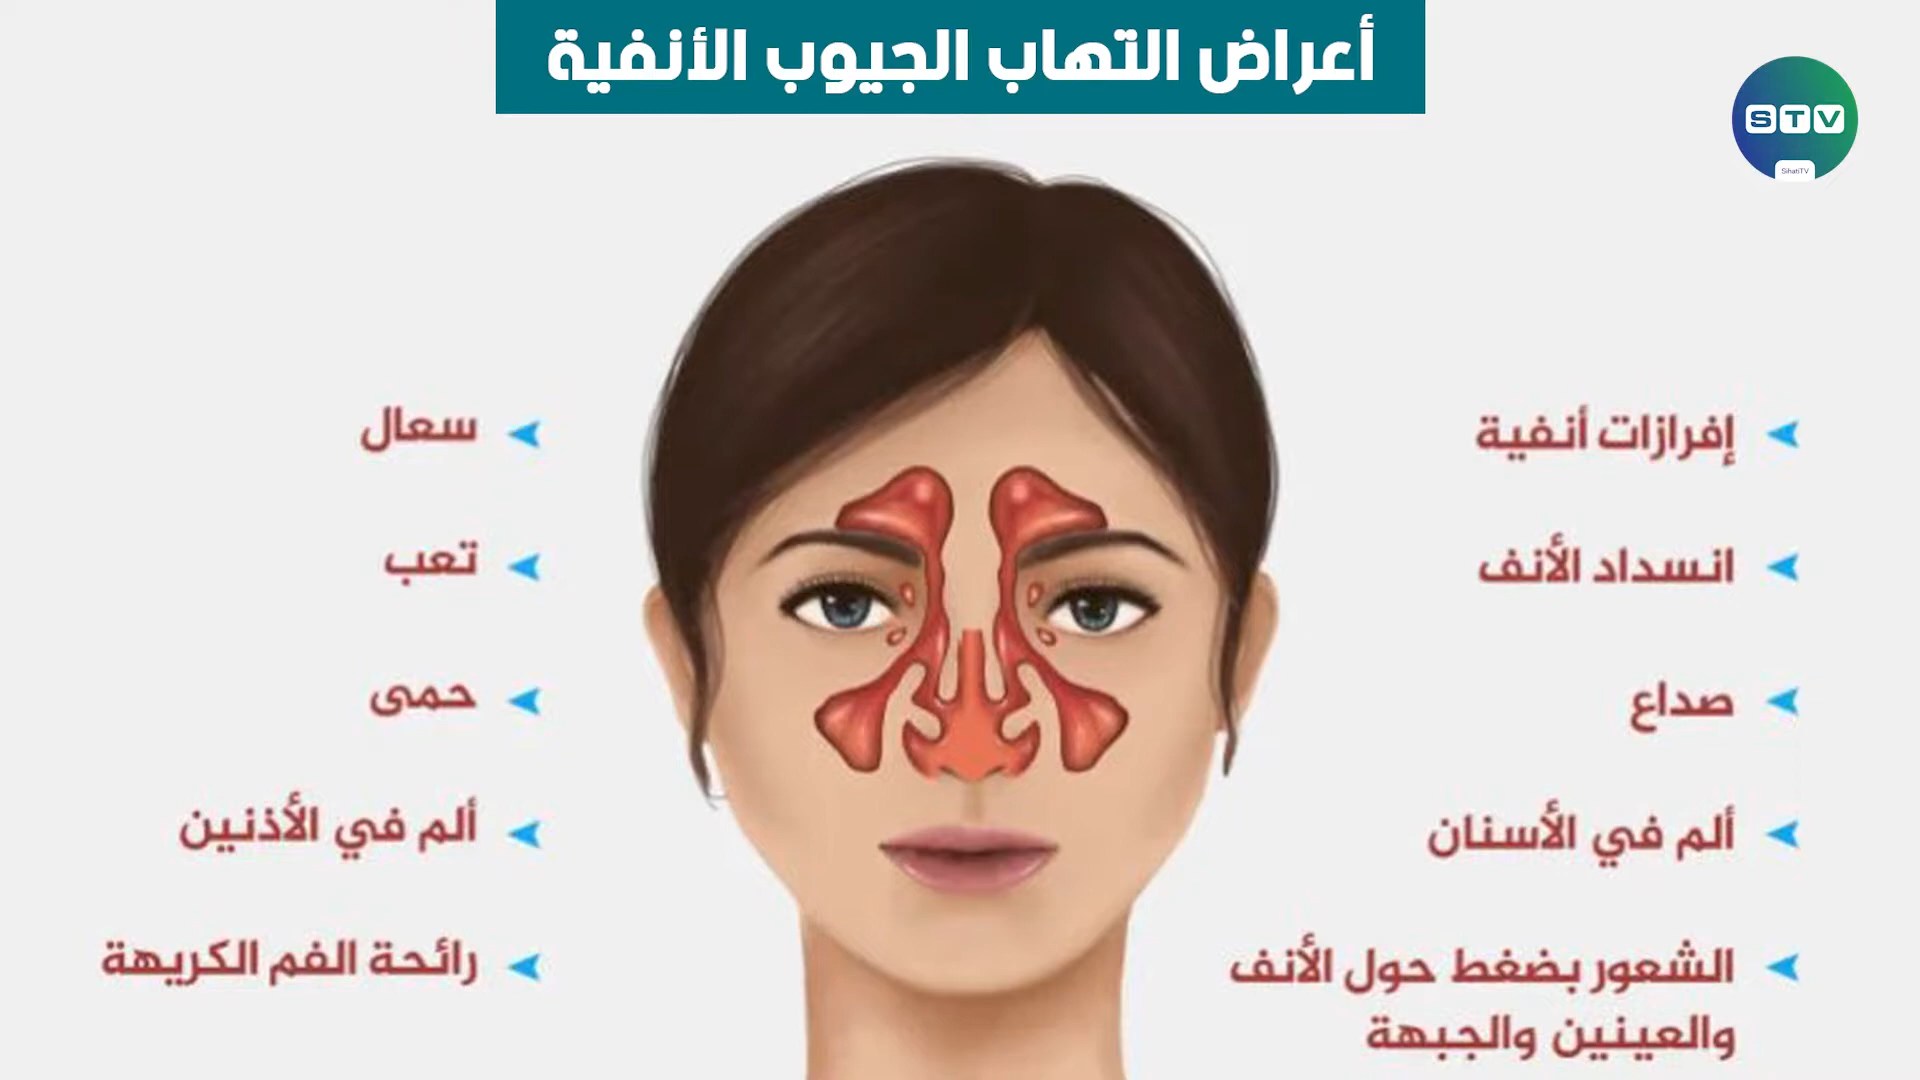 أعراض التهاب الجيوب الأنفية
STV
SihatiTV
إفرازات أنفية
انسداد الأنف
صداع
ألم في الأسنان
الشعور بضغط حول الأنف
والعينين والجبهة
سعال
تعب
حمى
ألم في الأذنين
رائحة الفم الكريهة